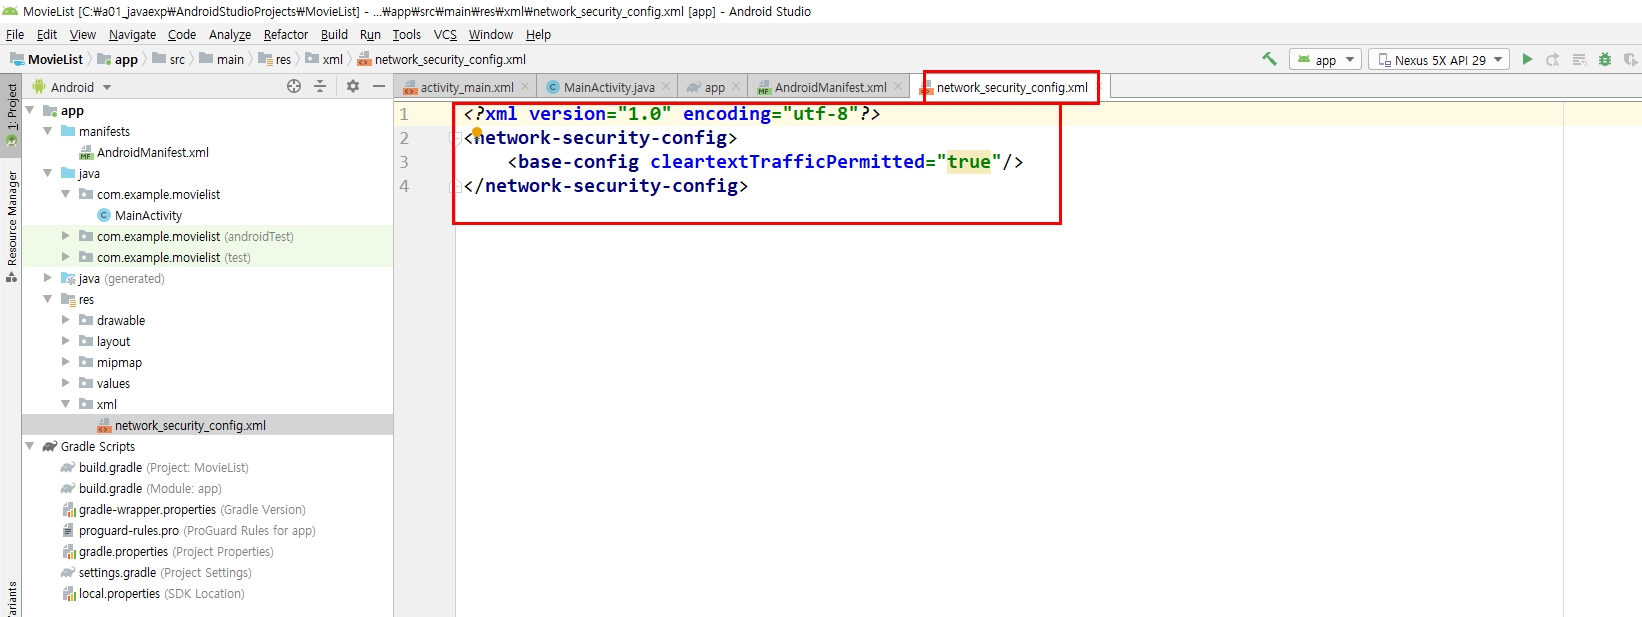 MovieList [C:₩a01_javaexp₩AndroidStudioProjects₩MovieList] - ...₩app₩src₩main₩res₩xml₩network_security_config.xml [app] - Android Studio
File Edit View Navigate Code Analyze Refactor Build Run Tools VCS Window Help
MovieList app src main res xml network_security_config.xml
app Nexus 5X API 29
1: Project
Resource Manager
Android
app
manifests
AndroidManifest.xml
java
com.example.movielist
MainActivity
com.example.movielist (androidTest)
com.example.movielist (test)
java (generated)
res
drawable
layout
mipmap
values
xml
network_security_config.xml
Gradle Scripts
build.gradle (Project: MovieList)
build.gradle (Module: app)
gradle-wrapper.properties (Gradle Version)
proguard-rules.pro (ProGuard Rules for app)
gradle.properties (Project Properties)
settings.gradle (Project Settings)
local.properties (SDK Location)
activity_main.xml MainActivity.java app AndroidManifest.xml network_security_config.xml
1 <?xml version="1.0" encoding="utf-8"?>
2 <network-security-config>
3 <base-config cleartextTrafficPermitted="true"/>
4 </network-security-config>